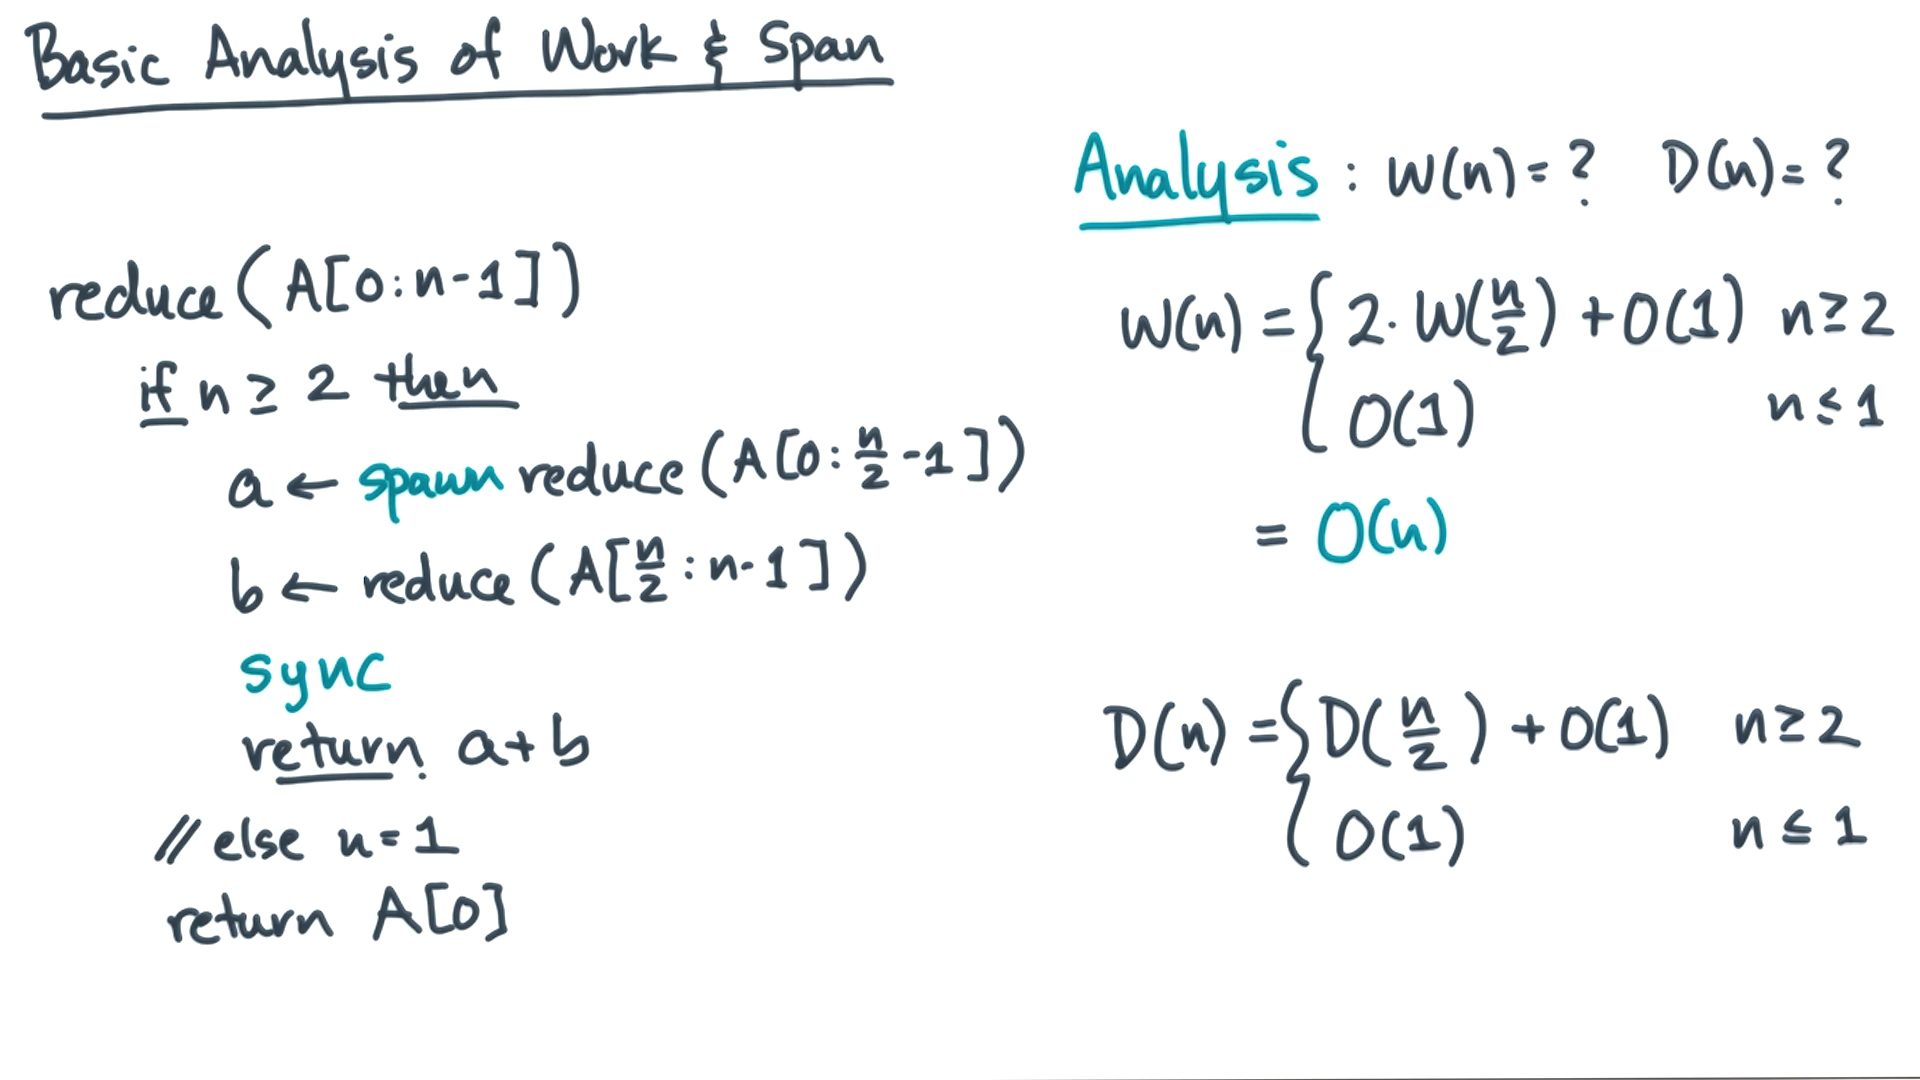 Basic Analysis of Work & Span
reduce(A[0:n-1])
if n ≥ 2 then
a ← spawn reduce(A[0:n/2-1])
b ← reduce(A[n/2:n-1])
sync
return a+b
// else n=1
return A[0]
Analysis : W(n)=? D(n)=?
W(n) = { 2·W(n/2) + O(1) n≥2
O(1) n≤1
= O(n)
D(n) = { D(n/2) + O(1) n≥2
O(1) n≤1